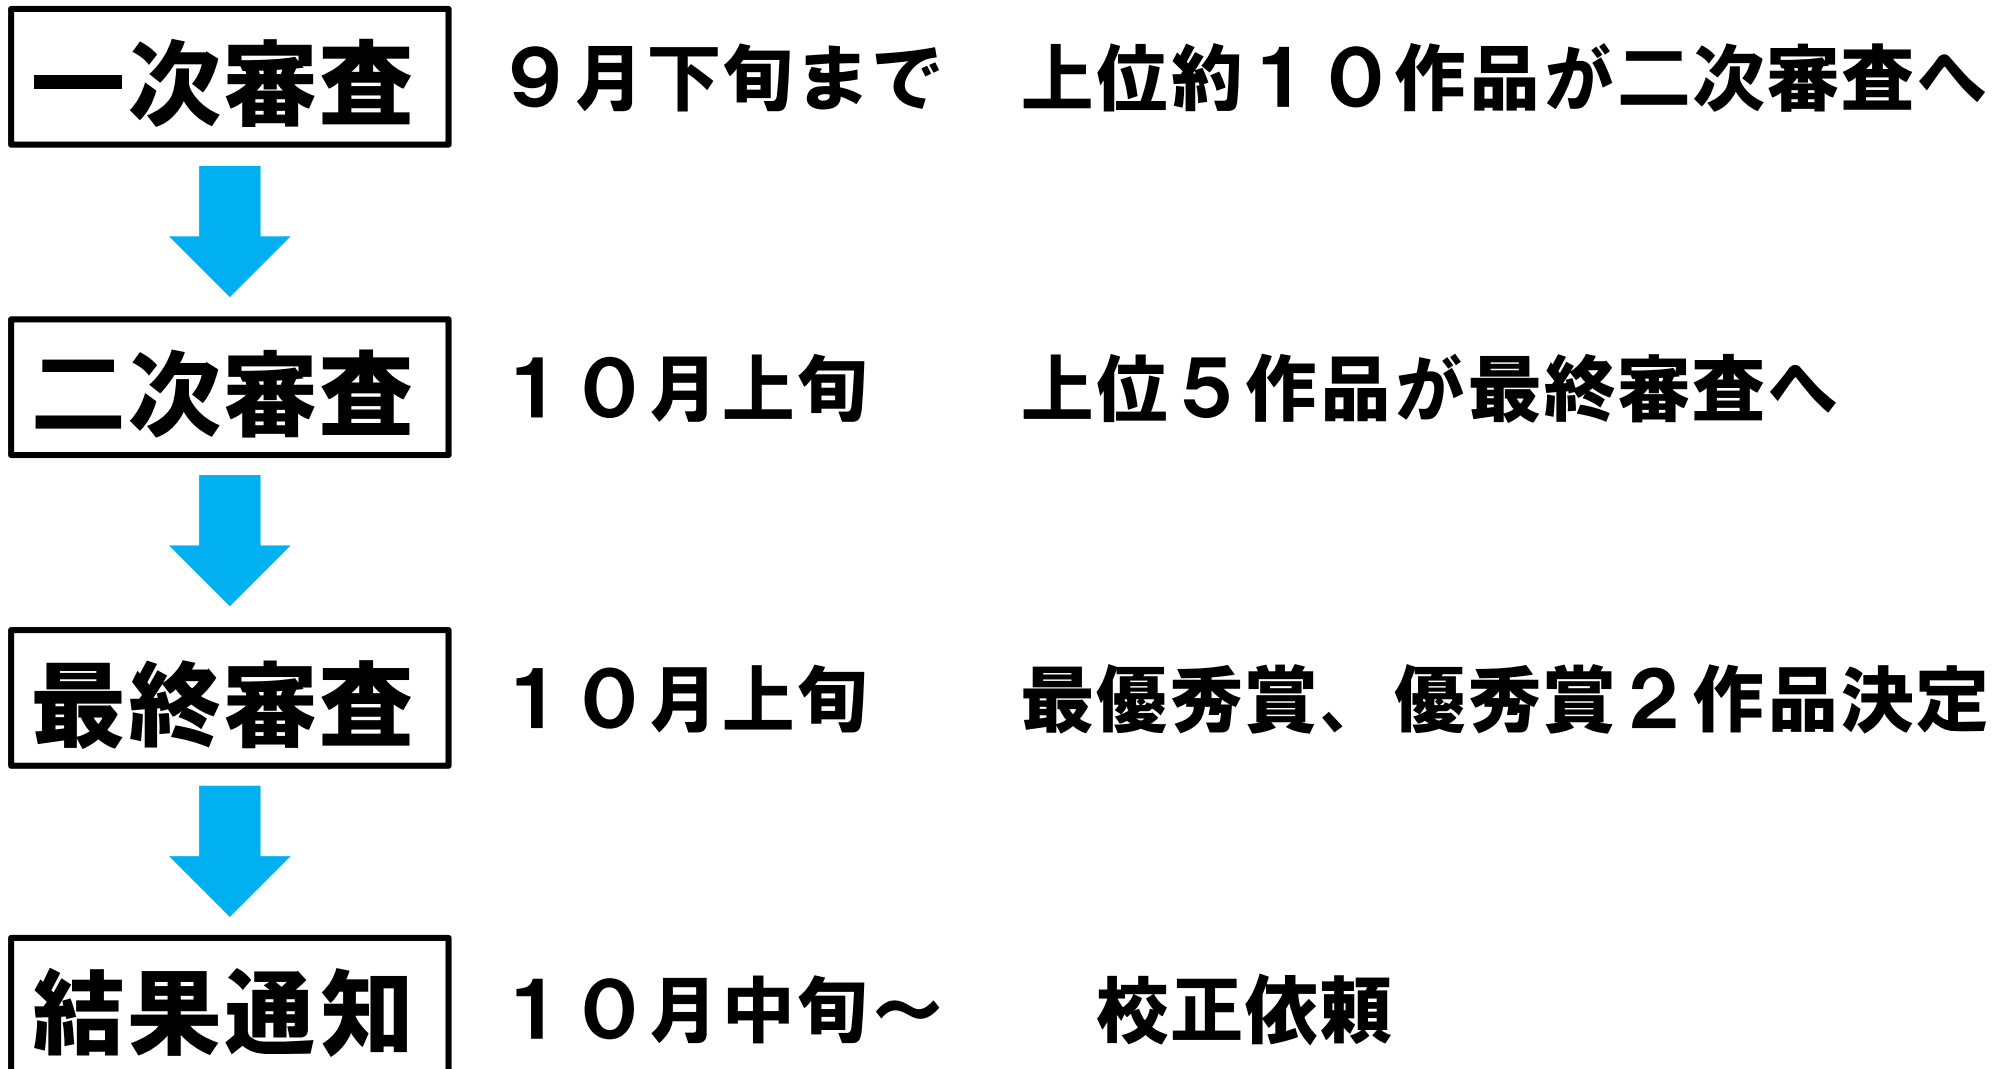 一次審査　９月下旬まで　上位約１０作品が二次審査へ
二次審査　１０月上旬　上位５作品が最終審査へ
最終審査　１０月上旬　最優秀賞、優秀賞２作品決定
結果通知　１０月中旬～　校正依頼